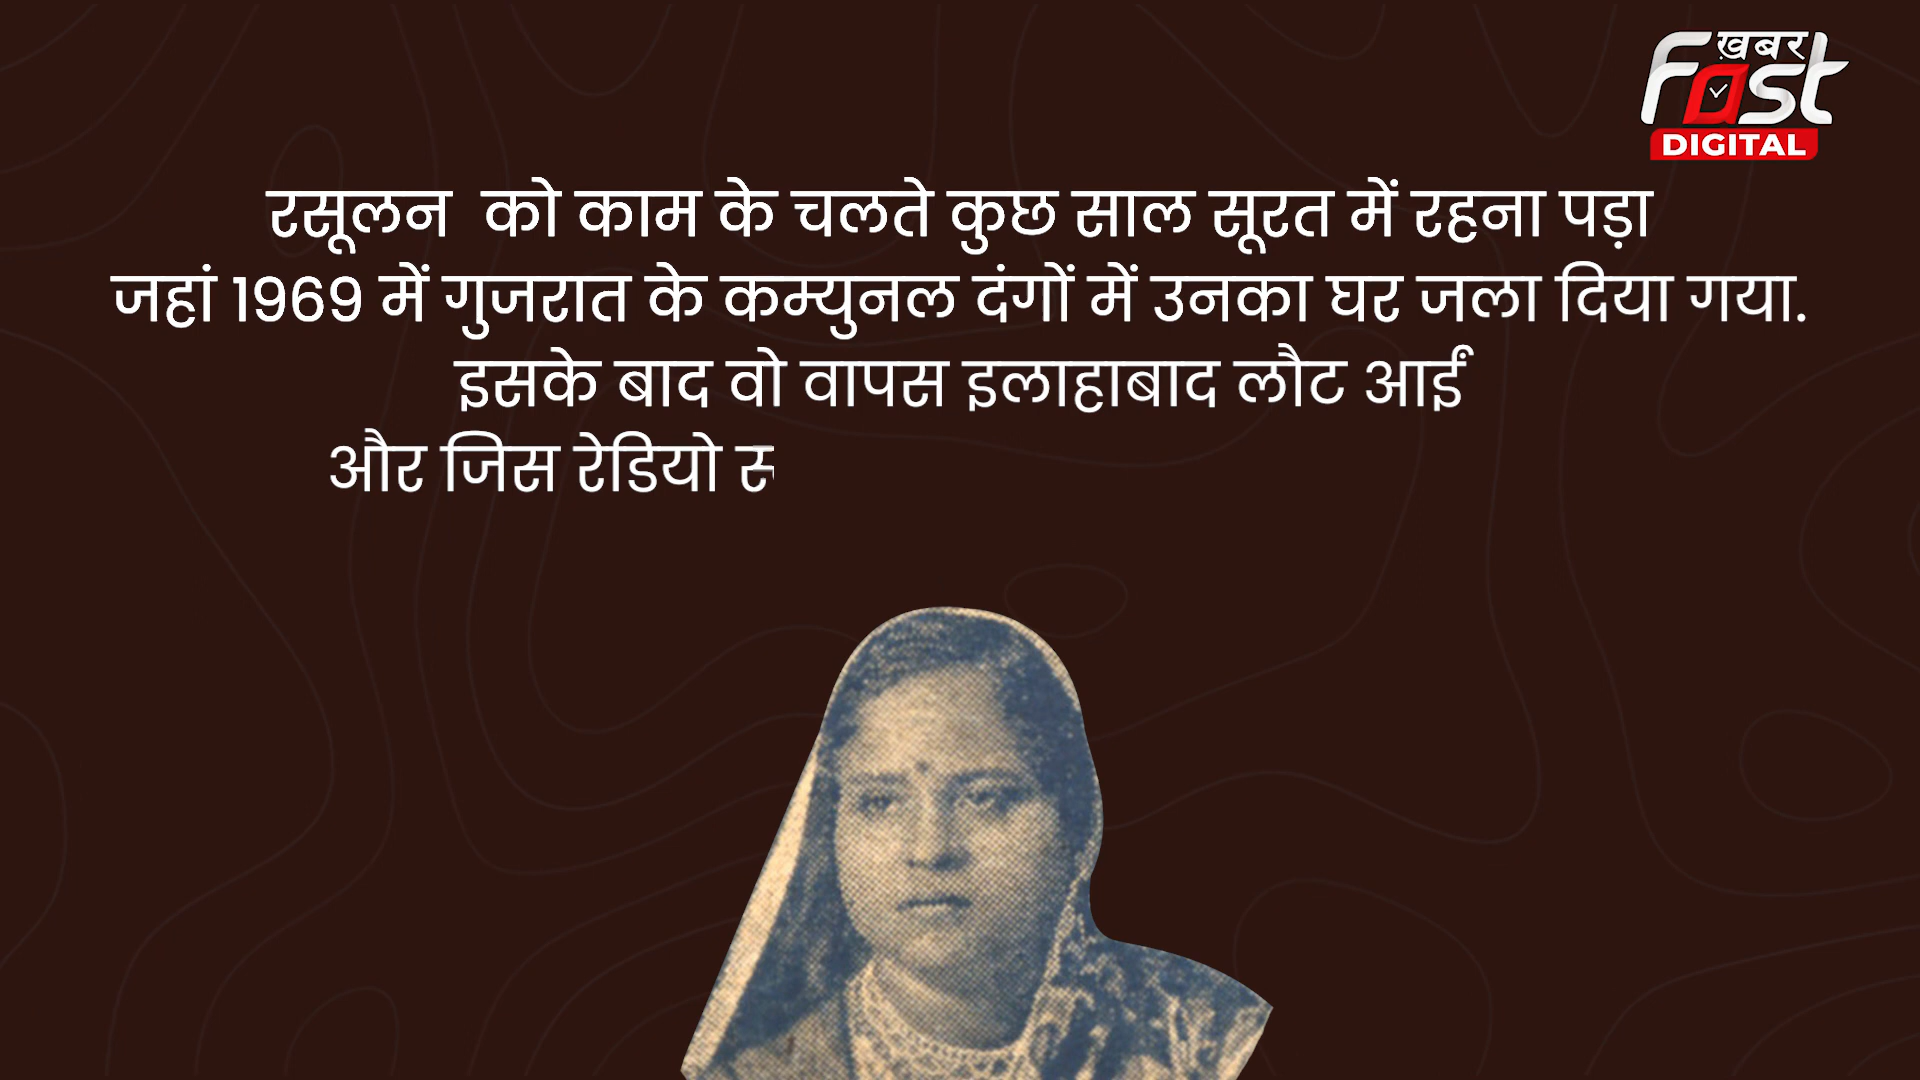 ख़बर
Fast
DIGITAL
रसूलन को काम के चलते कुछ साल सूरत में रहना पड़ा
जहां 1969 में गुजरात के कम्युनल दंगों में उनका घर जला दिया गया.
इसके बाद वो वापस इलाहाबाद लौट आईं
और जिस रेडियो